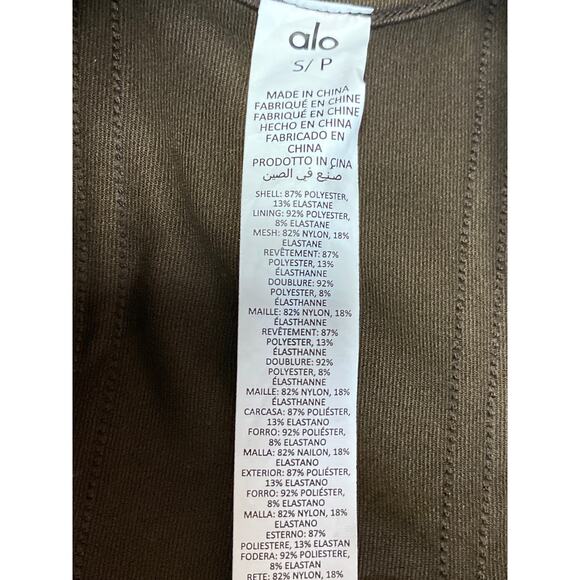 alo
S/ P
MADE IN CHINA
FABRIQUÉ EN CHINE
FABRIQUÉ EN CHINE
HECHO EN CHINA
FABRICADO EN
CHINA
PRODOTTO IN CINA
صُنع في الصين
SHELL: 87% POLYESTER,
13% ELASTANE
LINING: 92% POLYESTER,
8% ELASTANE
MESH: 82% NYLON, 18%
ELASTANE
REVÊTEMENT: 87%
POLYESTER, 13%
ÉLASTHANNE
DOUBLURE: 92%
POLYESTER, 8%
ÉLASTHANNE
MAILLE: 82% NYLON, 18%
ÉLASTHANNE
REVÊTEMENT: 87%
POLYESTER, 13%
ÉLASTHANNE
DOUBLURE: 92%
POLYESTER, 8%
ÉLASTHANNE
MAILLE: 82% NYLON, 18%
ÉLASTHANNE
CARCASA: 87% POLIÉSTER,
13% ELASTANO
FORRO: 92% POLIÉSTER,
8% ELASTANO
MALLA: 82% NAILON, 18%
ELASTANO
EXTERIOR: 87% POLIÉSTER,
13% ELASTANO
FORRO: 92% POLIÉSTER,
8% ELASTANO
MALLA: 82% NYLON, 18%
ELASTANO
ESTERNO: 87%
POLIESTERE, 13% ELASTAN
FODERA: 92% POLIESTERE,
8% ELASTAN
RETE: 82% NYLON, 18%